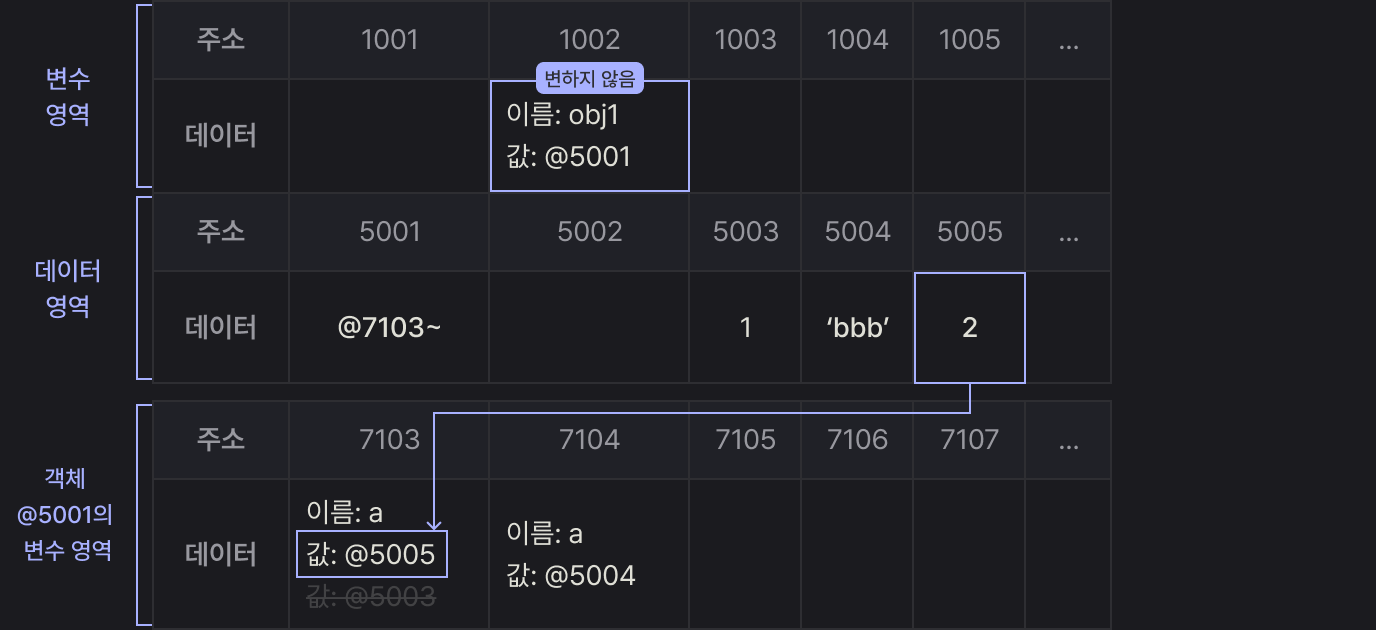 변수
영역
주소 1001 1002 1003 1004 1005 ...
변하지 않음
데이터
이름: obj1
값: @5001
데이터
영역
주소 5001 5002 5003 5004 5005 ...
데이터 @7103~ 1 ‘bbb’ 2
객체
@5001의
변수 영역
주소 7103 7104 7105 7106 7107 ...
데이터
이름: a
값: @5005
값: @5003
이름: a
값: @5004